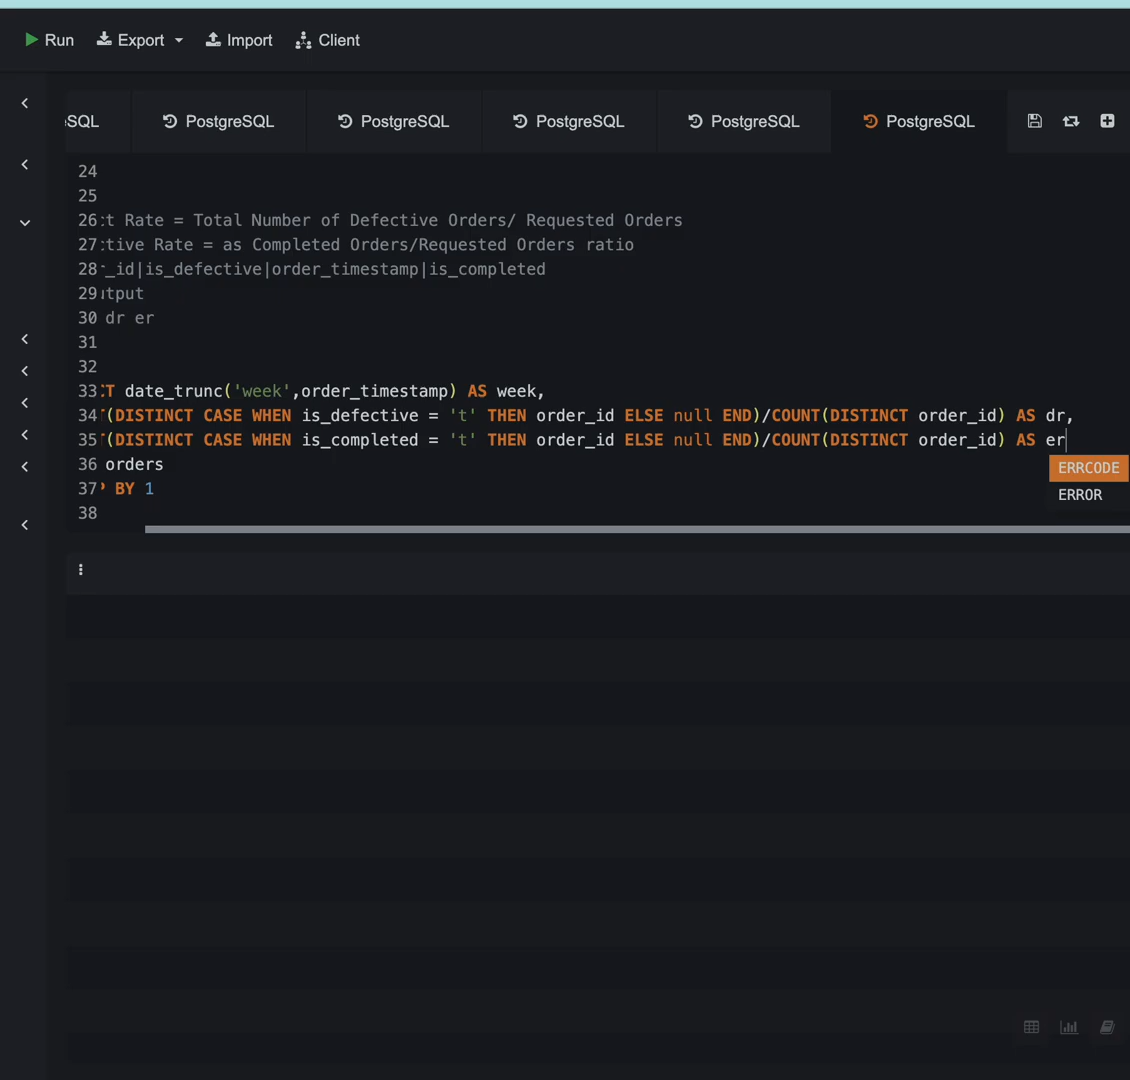 Run Export Import Client
SQL PostgreSQL PostgreSQL PostgreSQL PostgreSQL PostgreSQL
24
25
26 :t Rate = Total Number of Defective Orders/ Requested Orders
27 :tive Rate = as Completed Orders/Requested Orders ratio
28 _id|is_defective|order_timestamp|is_completed
29 tput
30 dr er
31
32
33 T date_trunc('week',order_timestamp) AS week,
34 (DISTINCT CASE WHEN is_defective = 't' THEN order_id ELSE null END)/COUNT(DISTINCT order_id) AS dr,
35 (DISTINCT CASE WHEN is_completed = 't' THEN order_id ELSE null END)/COUNT(DISTINCT order_id) AS er
36 orders
ERRCODE
37 BY 1
ERROR
38